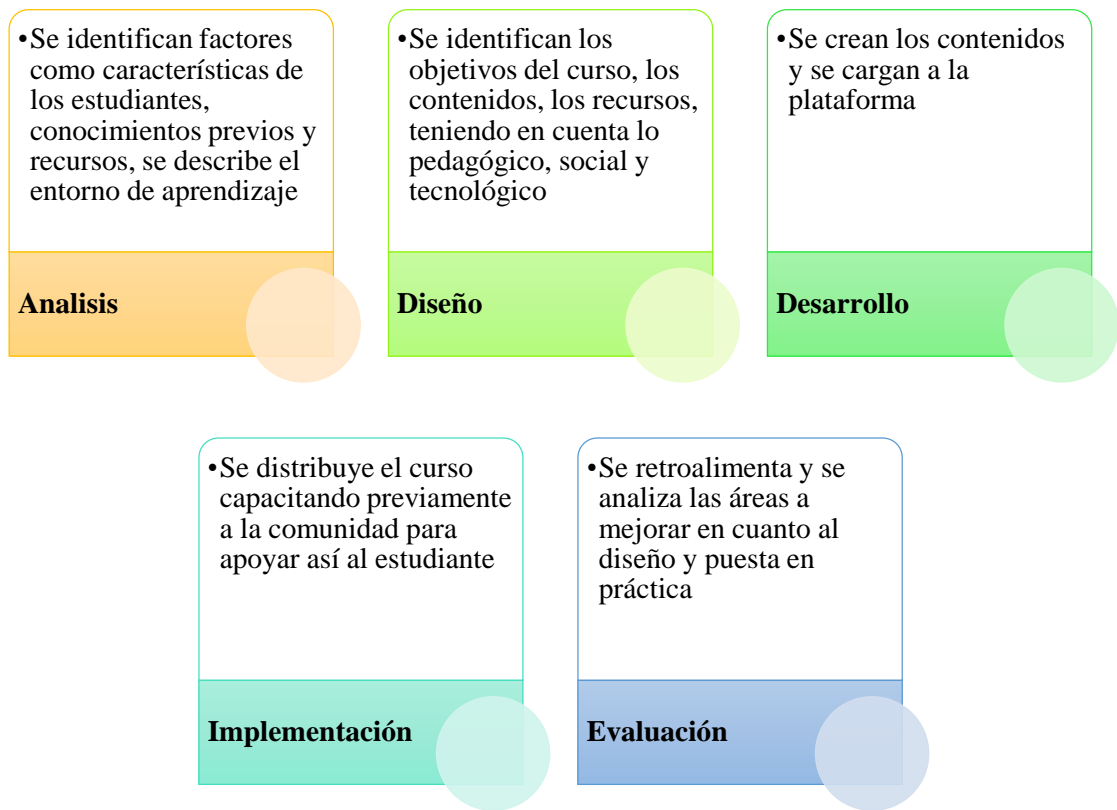 •Se identifican factores
como características de
los estudiantes,
conocimientos previos y
recursos, se describe el
entorno de aprendizaje
Analisis
•Se identifican los
objetivos del curso, los
contenidos, los recursos,
teniendo en cuenta lo
pedagógico, social y
tecnológico
Diseño
•Se crean los contenidos
y se cargan a la
plataforma
Desarrollo
•Se distribuye el curso
capacitando previamente
a la comunidad para
apoyar así al estudiante
Implementación
•Se retroalimenta y se
analiza las áreas a
mejorar en cuanto al
diseño y puesta en
práctica
Evaluación